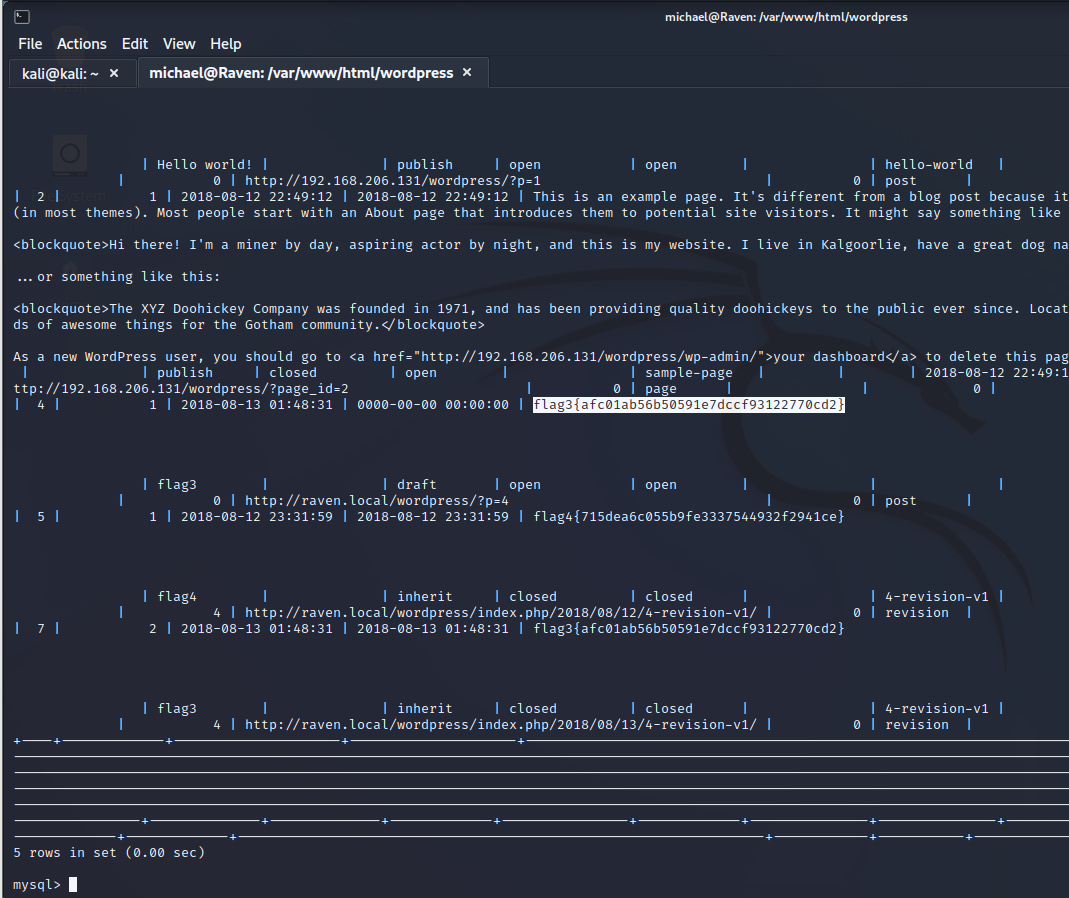 michael@Raven: /var/www/html/wordpress
File Actions Edit View Help
kali@kali: ~ × michael@Raven: /var/www/html/wordpress ×
| Hello world! | | publish | open | open | | hello-world |
| 0 | http://192.168.206.131/wordpress/?p=1 | 0 | post |
| 2 | 1 | 2018-08-12 22:49:12 | 2018-08-12 22:49:12 | This is an example page. It's different from a blog post because it
(in most themes). Most people start with an About page that introduces them to potential site visitors. It might say something like
<blockquote>Hi there! I'm a miner by day, aspiring actor by night, and this is my website. I live in Kalgoorlie, have a great dog na
...or something like this:
<blockquote>The XYZ Doohickey Company was founded in 1971, and has been providing quality doohickeys to the public ever since. Locat
ds of awesome things for the Gotham community.</blockquote>
As a new WordPress user, you should go to <a href="http://192.168.206.131/wordpress/wp-admin/">your dashboard</a> to delete this pag
| | publish | closed | open | | sample-page | | | 2018-08-12 22:49:1
ttp://192.168.206.131/wordpress/?page_id=2 | 0 | page | | 0 |
| 4 | 1 | 2018-08-13 01:48:31 | 0000-00-00 00:00:00 | flag3{afc01ab56b50591e7dccf93122770cd2}
| flag3 | | draft | open | open | | | |
| 0 | http://raven.local/wordpress/?p=4 | 0 | post |
| 5 | 1 | 2018-08-12 23:31:59 | 2018-08-12 23:31:59 | flag4{715dea6c055b9fe3337544932f2941ce}
| flag4 | | inherit | closed | closed | | 4-revision-v1 |
| 4 | http://raven.local/wordpress/index.php/2018/08/12/4-revision-v1/ | 0 | revision |
| 7 | 2 | 2018-08-13 01:48:31 | 2018-08-13 01:48:31 | flag3{afc01ab56b50591e7dccf93122770cd2}
| flag3 | | inherit | closed | closed | | 4-revision-v1 |
| 4 | http://raven.local/wordpress/index.php/2018/08/13/4-revision-v1/ | 0 | revision |
5 rows in set (0.00 sec)
mysql>